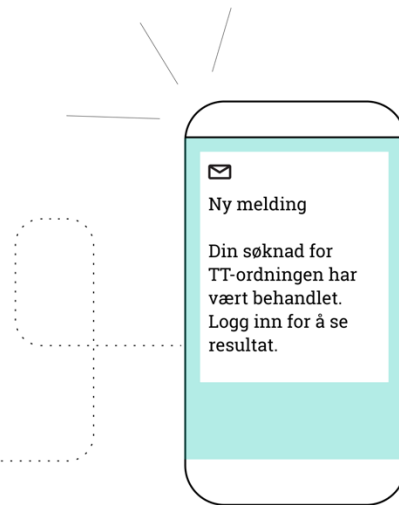 Ny melding
Din søknad for
TT-ordningen har
vært behandlet.
Logg inn for å se
resultat.